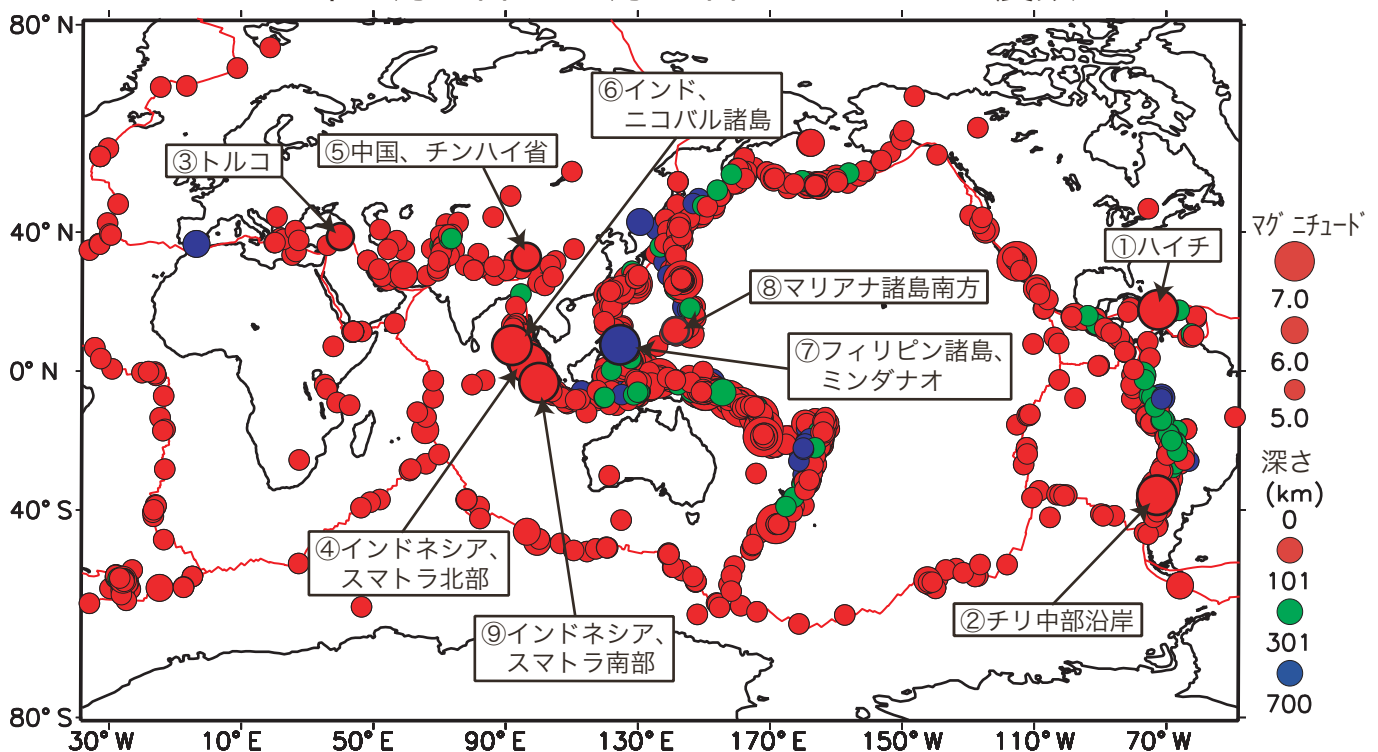 80° N
40° N
0° N
40° S
80° S
30° W
10° E
50° E
90° E
130° E
170° E
150° W
110° W
70° W
⑥インド、
ニコバル諸島
③トルコ
⑤中国、チンハイ省
①ハイチ
⑧マリアナ諸島南方
⑦フィリピン諸島、
ミンダナオ
④インドネシア、
スマトラ北部
⑨インドネシア、
スマトラ南部
②チリ中部沿岸
マグニチュード
7.0
6.0
5.0
深さ
(km)
0
101
301
700